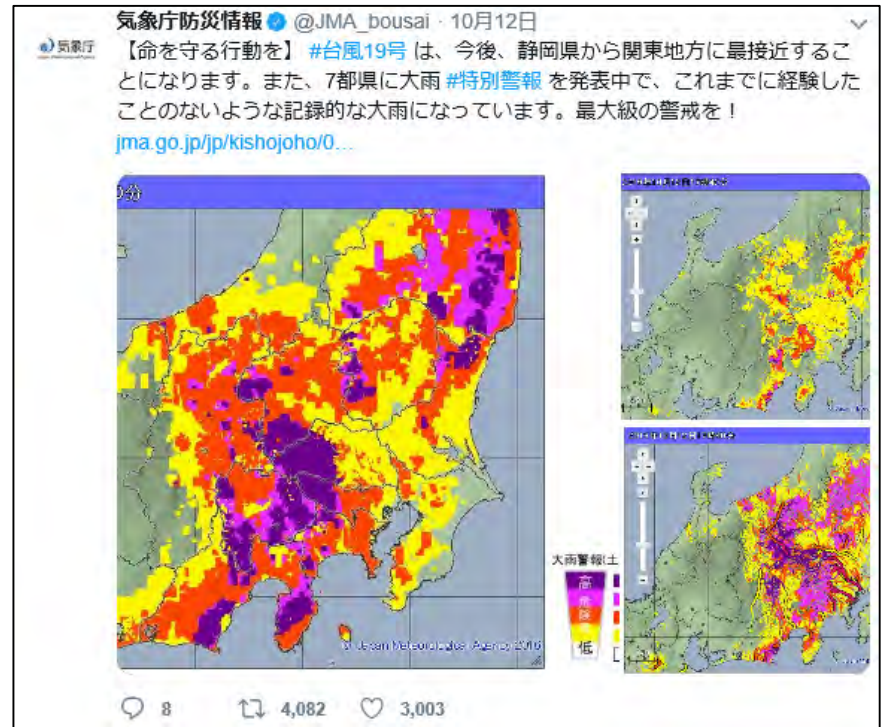 気象庁防災情報 @JMA_bousai · 10月12日
気象庁
【命を守る行動を】 #台風19号 は、今後、静岡県から関東地方に最接近するこ
とになります。また、7都県に大雨 #特別警報 を発表中で、これまでに経験した
ことのないような記録的な大雨になっています。最大級の警戒を！
jma.go.jp/jp/kishojoho/0…
0分
大雨警報(土
高
危
険
低
© Japan Meteorological Agency 2016
8 4,082 3,003